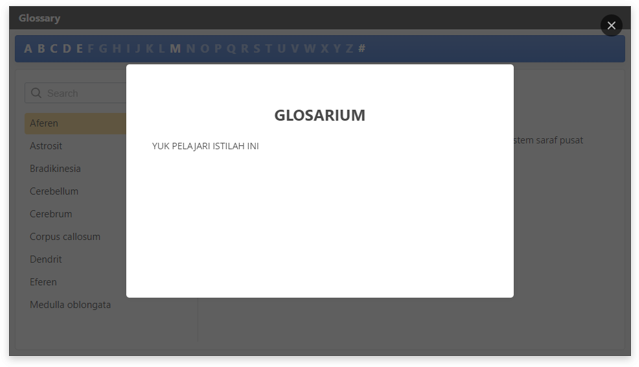 Glossary
A B C D E F G H I J K L M N O P Q R S T U V W X Y Z #
Search
GLOSARIUM
YUK PELAJARI ISTILAH INI
stem saraf pusat
Aferen
Astrosit
Bradikinesia
Cerebellum
Cerebrum
Corpus callosum
Dendrit
Eferen
Medulla oblongata